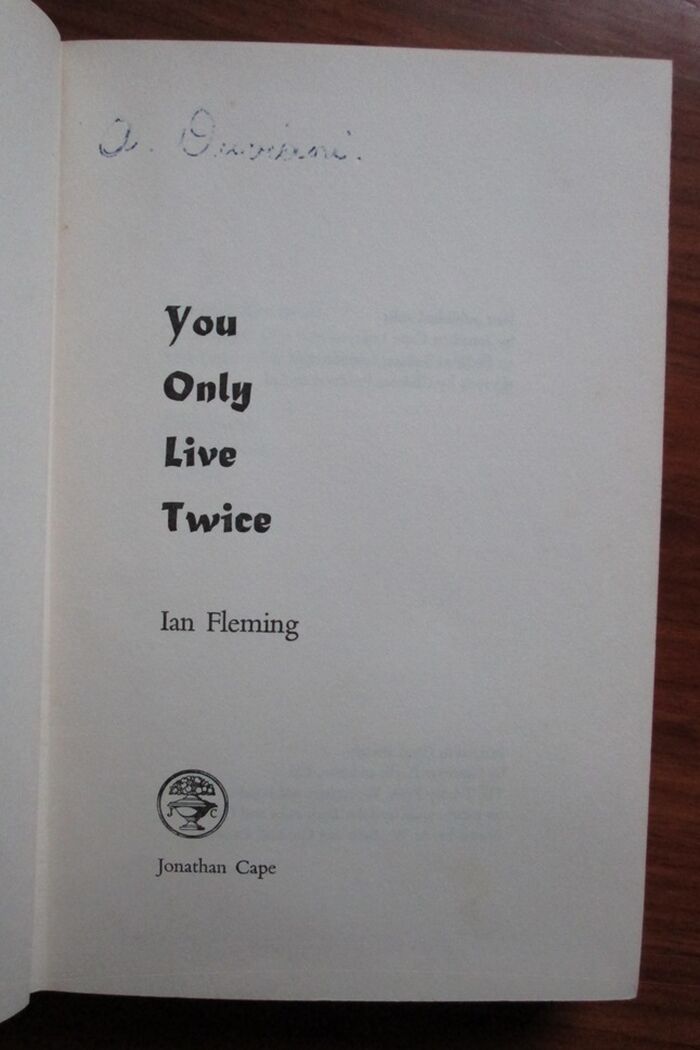 You
Only
Live
Twice
Ian Fleming
J C
Jonathan Cape